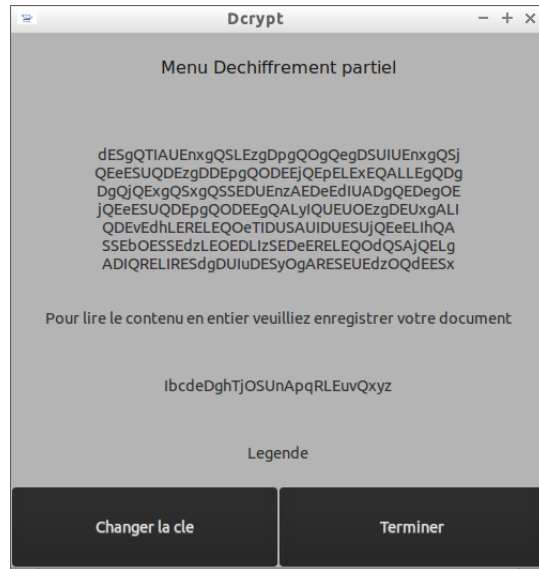 Dcrypt
Menu Dechiffrement partiel
dESgQTIAUEnxgQSLEzgDpgQOgQegDSUIUEnxgQSj
QEeESUQDEzgDDEpgQODEEjQEpELExEQALLEgQDg
DgQjQExgQSxgQSSEDUEnzAEDeEdIUADgQEDegOE
jQEeESUQDEpgQODEEgQALyIQUEUOEzgDEUxgALI
QDEvEdhLERELEQOeTIDUSAUIDUESUjQEeELIhQA
SSEbOESSEdzLEOEDLIzSEDeERELEQOdQSAjQELg
ADIQRELIRESdgDUIuDESyOgARESEUEdzOQdEESx
Pour lire le contenu en entier veuilliez enregistrer votre document
IbcdeDghTjOSUnApqRLEuvQxyz
Legende
Changer la cle
Terminer